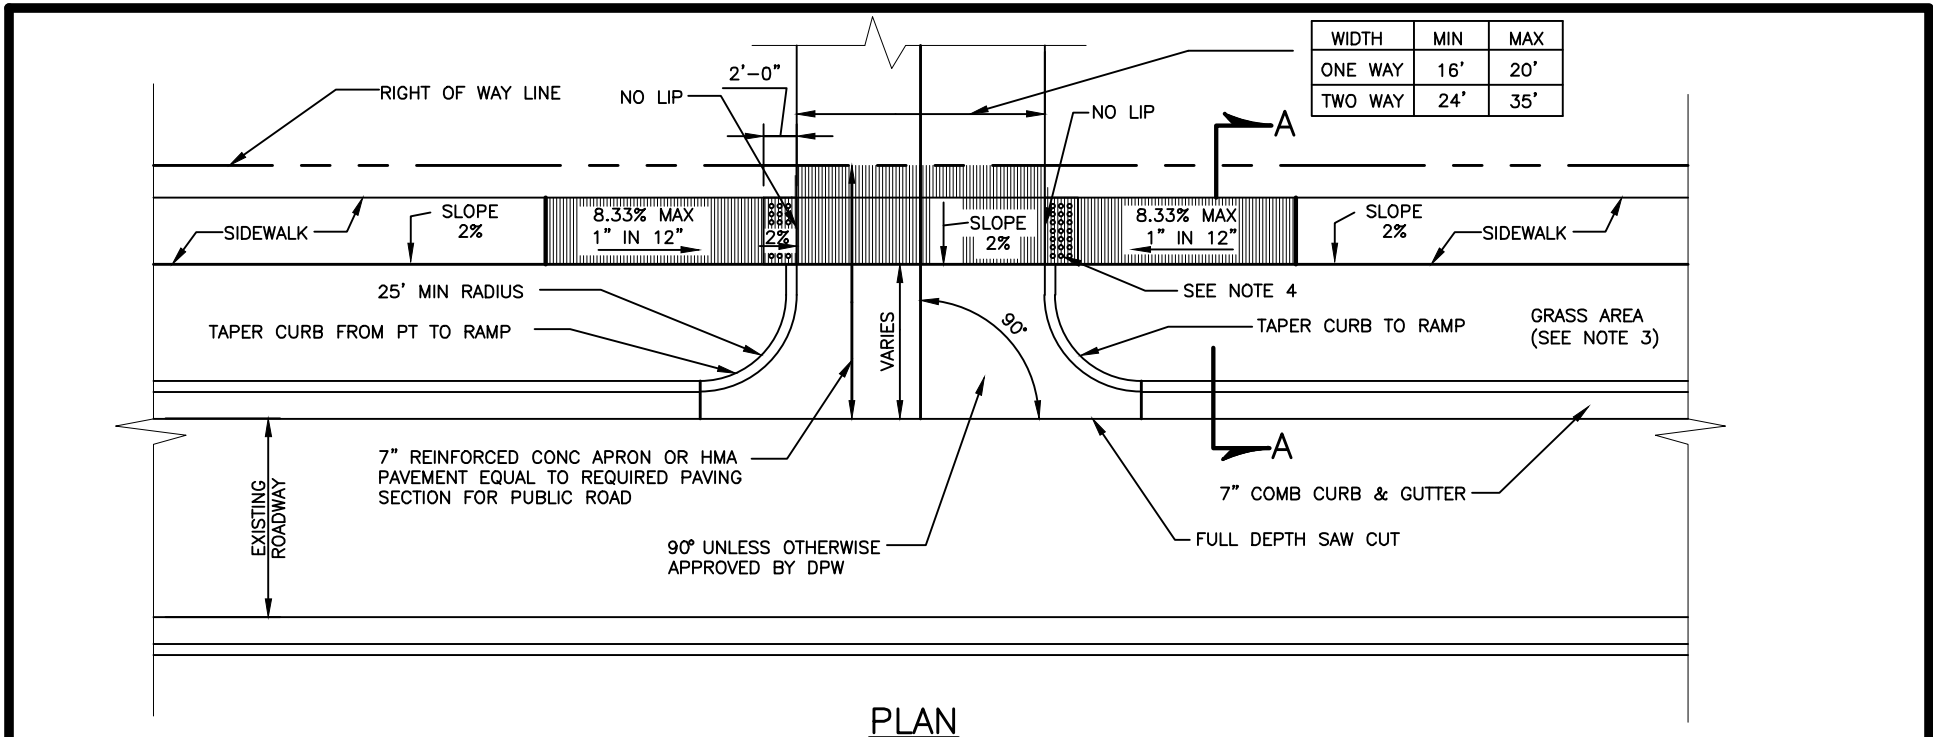 WIDTH MIN MAX
ONE WAY 16' 20'
TWO WAY 24' 35'
2'-0"
RIGHT OF WAY LINE
NO LIP
NO LIP
A
SLOPE
2%
SIDEWALK
8.33% MAX
1" IN 12"
2%
SLOPE
2%
8.33% MAX
1" IN 12"
SLOPE
2%
SIDEWALK
25' MIN RADIUS
SEE NOTE 4
TAPER CURB FROM PT TO RAMP
VARIES
90°
TAPER CURB TO RAMP
GRASS AREA
(SEE NOTE 3)
A
7" REINFORCED CONC APRON OR HMA
PAVEMENT EQUAL TO REQUIRED PAVING
SECTION FOR PUBLIC ROAD
7" COMB CURB & GUTTER
EXISTING
ROADWAY
90° UNLESS OTHERWISE
APPROVED BY DPW
FULL DEPTH SAW CUT
PLAN